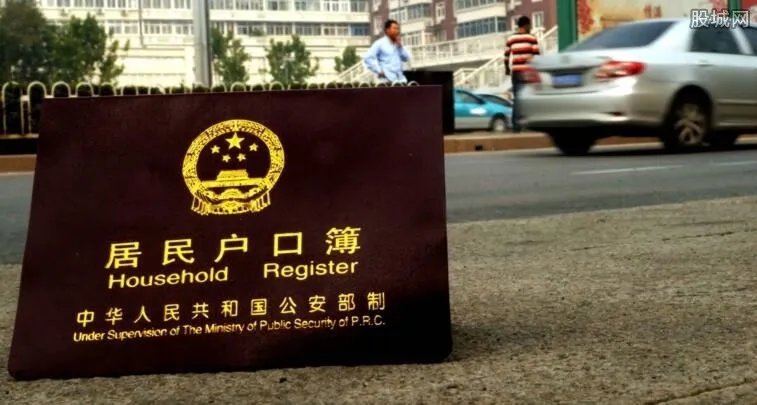 股城网
居民户口簿
Household Register
中华人民共和国公安部制
Under Supervision of The Ministry of Public Security of P.R.C.